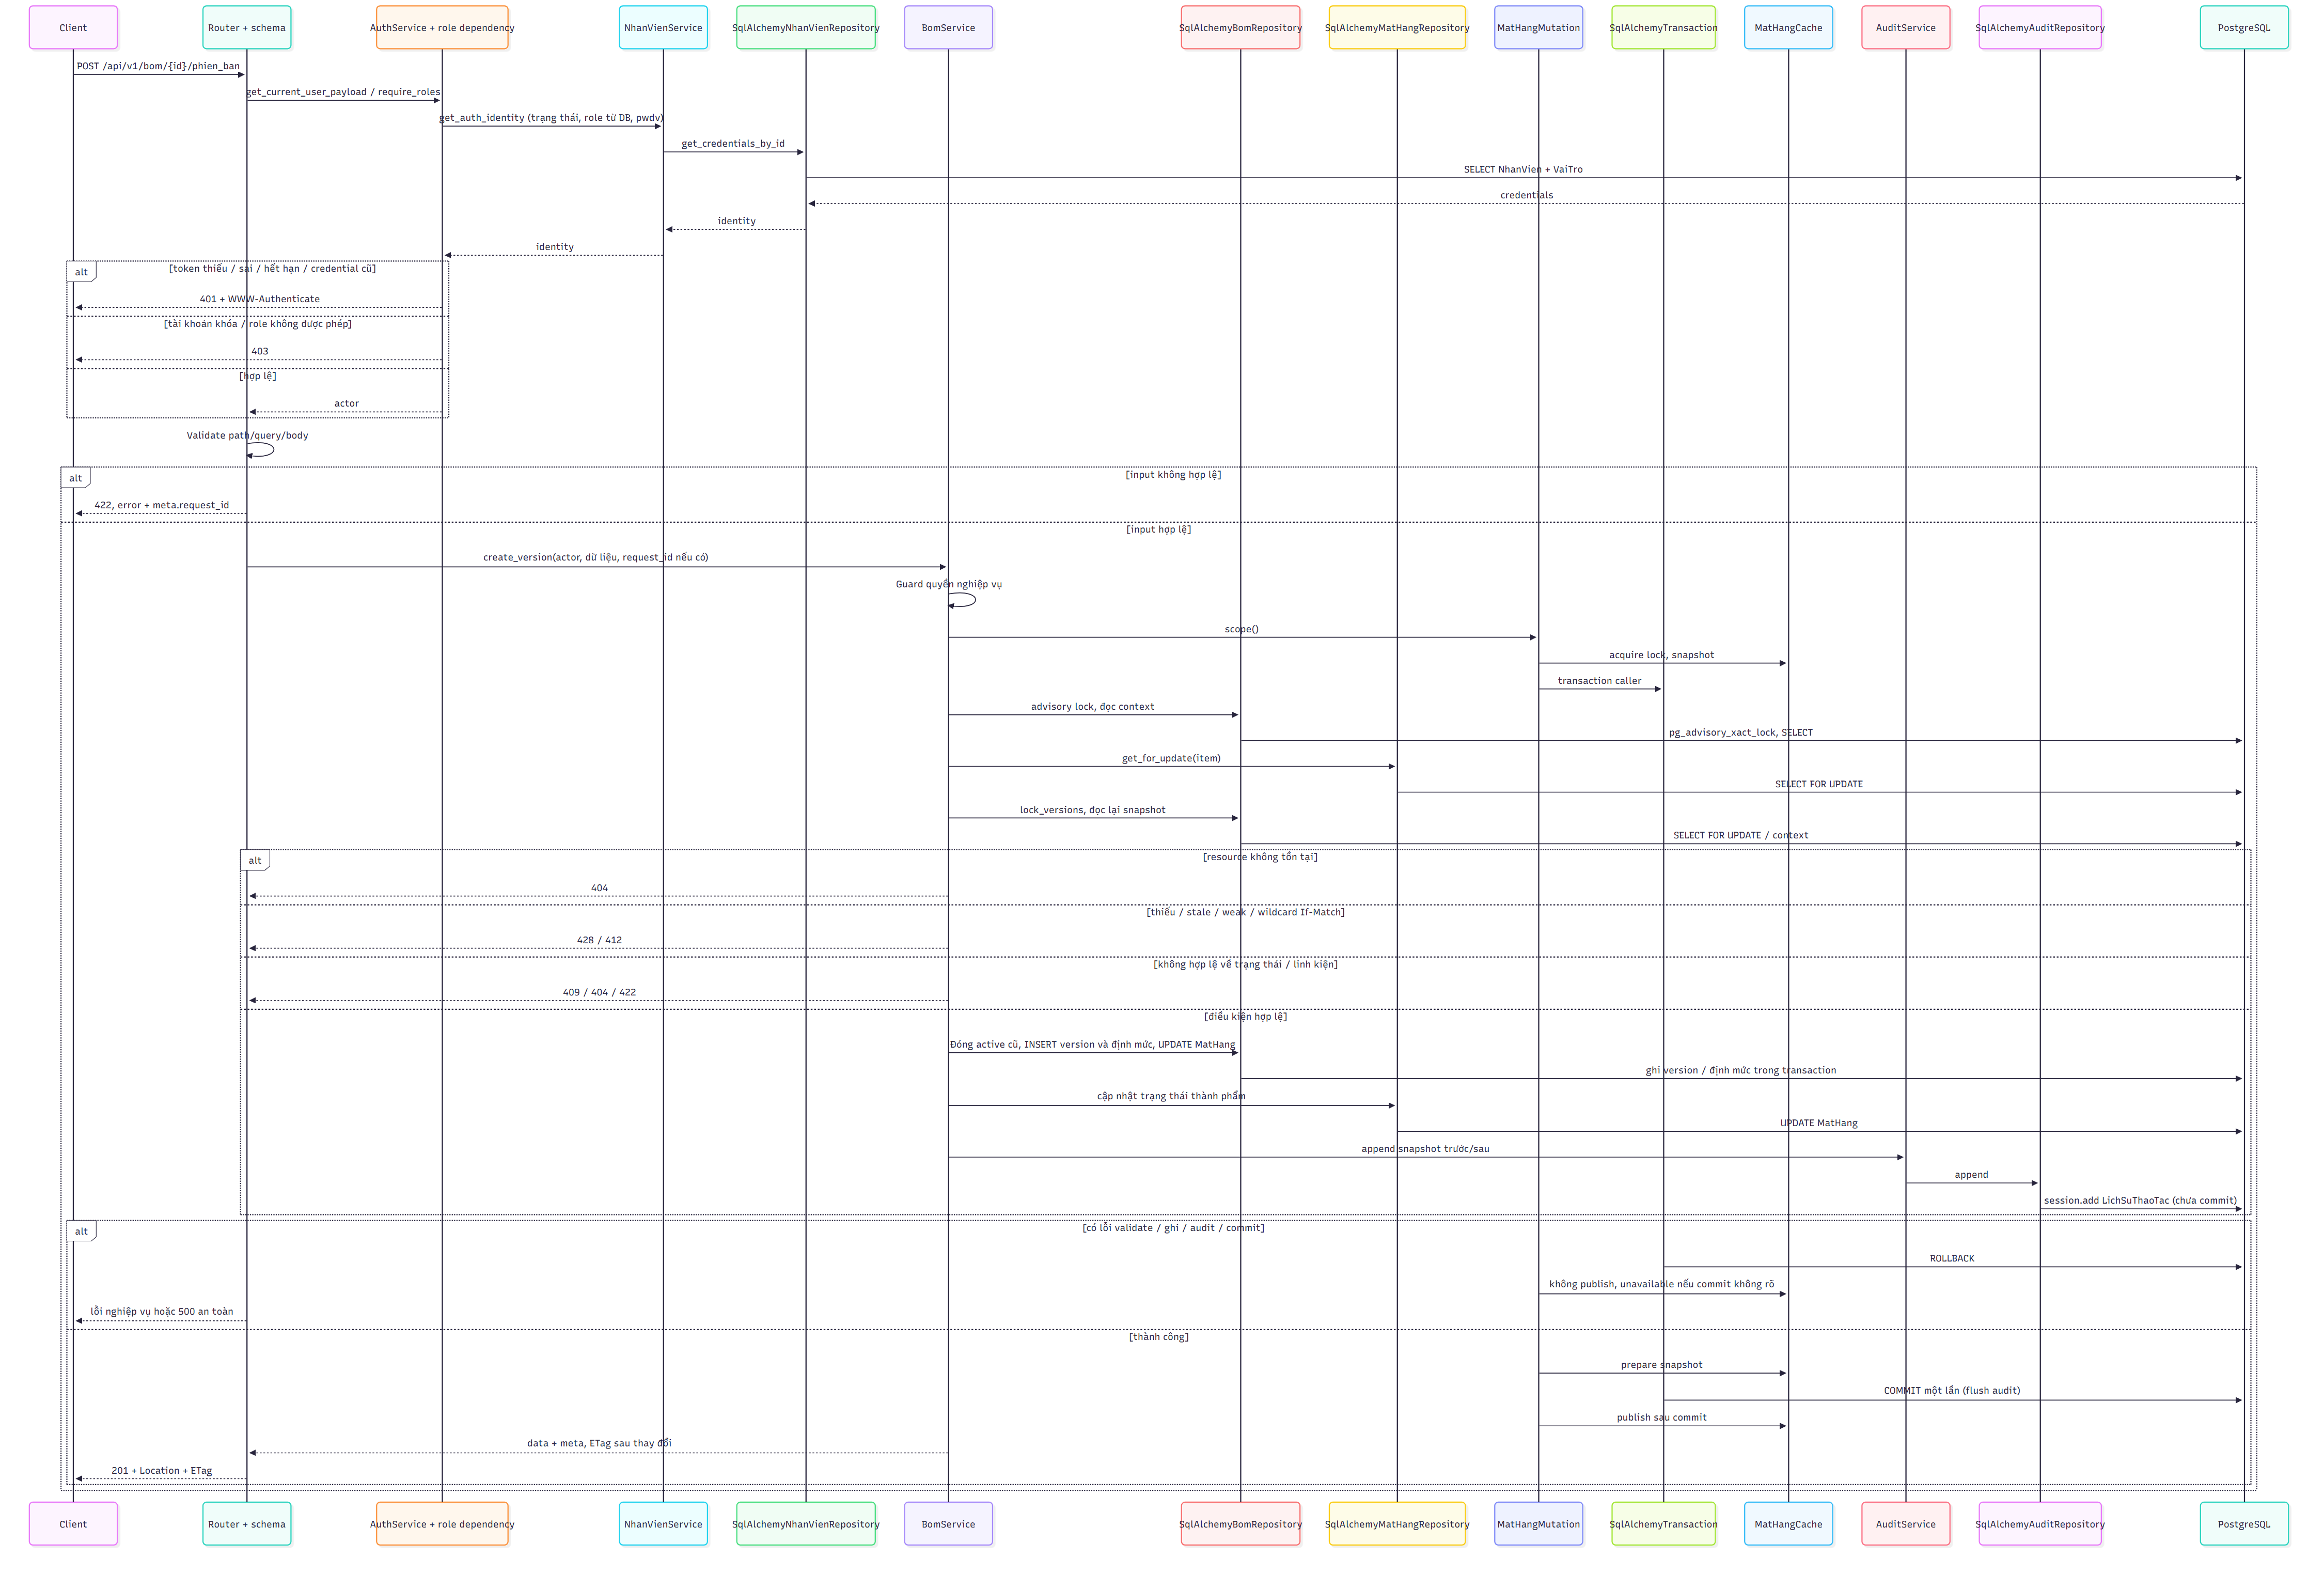 Client
Router + schema
AuthService + role dependency
NhanVienService
SqlAlchemyNhanVienRepository
BomService
SqlAlchemyBomRepository
SqlAlchemyMatHangRepository
MatHangMutation
SqlAlchemyTransaction
MatHangCache
AuditService
SqlAlchemyAuditRepository
PostgreSQL
POST /api/v1/bom/{id}/phien_ban
get_current_user_payload / require_roles
get_auth_identity (trạng thái, role từ DB, pwdv)
get_credentials_by_id
SELECT NhanVien + VaiTro
credentials
identity
identity
alt
[token thiếu / sai / hết hạn / credential cũ]
401 + WWW-Authenticate
[tài khoản khóa / role không được phép]
403
[hợp lệ]
actor
Validate path/query/body
alt
[input không hợp lệ]
422, error + meta.request_id
[input hợp lệ]
create_version(actor, dữ liệu, request_id nếu có)
Guard quyền nghiệp vụ
scope()
acquire lock, snapshot
transaction caller
advisory lock, đọc context
pg_advisory_xact_lock, SELECT
get_for_update(item)
SELECT FOR UPDATE
lock_versions, đọc lại snapshot
SELECT FOR UPDATE / context
alt
[resource không tồn tại]
404
[thiếu / stale / weak / wildcard If-Match]
428 / 412
[không hợp lệ về trạng thái / linh kiện]
409 / 404 / 422
[điều kiện hợp lệ]
Đóng active cũ, INSERT version và định mức, UPDATE MatHang
ghi version / định mức trong transaction
cập nhật trạng thái thành phẩm
UPDATE MatHang
append snapshot trước/sau
append
session.add LichSuThaoTac (chưa commit)
alt
[có lỗi validate / ghi / audit / commit]
ROLLBACK
không publish, unavailable nếu commit không rõ
lỗi nghiệp vụ hoặc 500 an toàn
[thành công]
prepare snapshot
COMMIT một lần (flush audit)
publish sau commit
data + meta, ETag sau thay đổi
201 + Location + ETag
Client
Router + schema
AuthService + role dependency
NhanVienService
SqlAlchemyNhanVienRepository
BomService
SqlAlchemyBomRepository
SqlAlchemyMatHangRepository
MatHangMutation
SqlAlchemyTransaction
MatHangCache
AuditService
SqlAlchemyAuditRepository
PostgreSQL